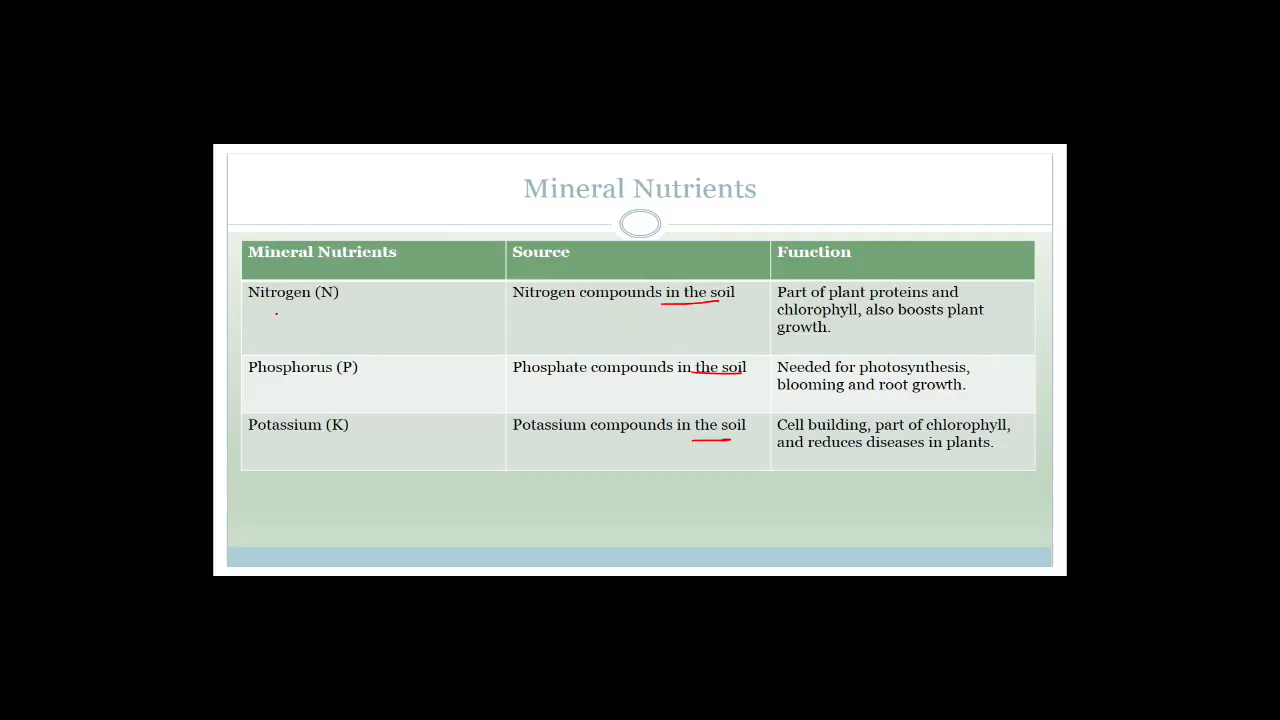 Mineral Nutrients
Mineral Nutrients Source Function
Nitrogen (N) Nitrogen compounds in the soil Part of plant proteins and
chlorophyll, also boosts plant
growth.
Phosphorus (P) Phosphate compounds in the soil Needed for photosynthesis,
blooming and root growth.
Potassium (K) Potassium compounds in the soil Cell building, part of chlorophyll,
and reduces diseases in plants.